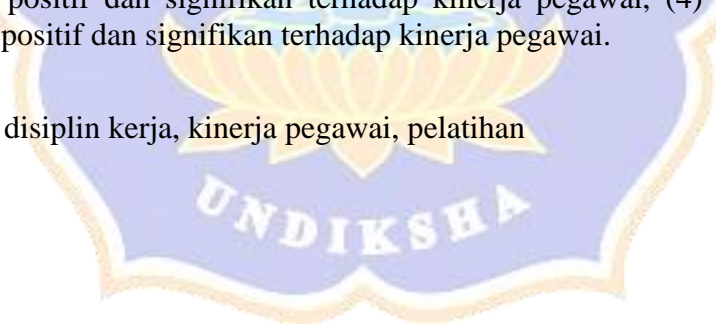 positif dan signifikan terhadap kinerja pegawai, (4)
positif dan signifikan terhadap kinerja pegawai.
disiplin kerja, kinerja pegawai, pelatihan
UNDIKSHA